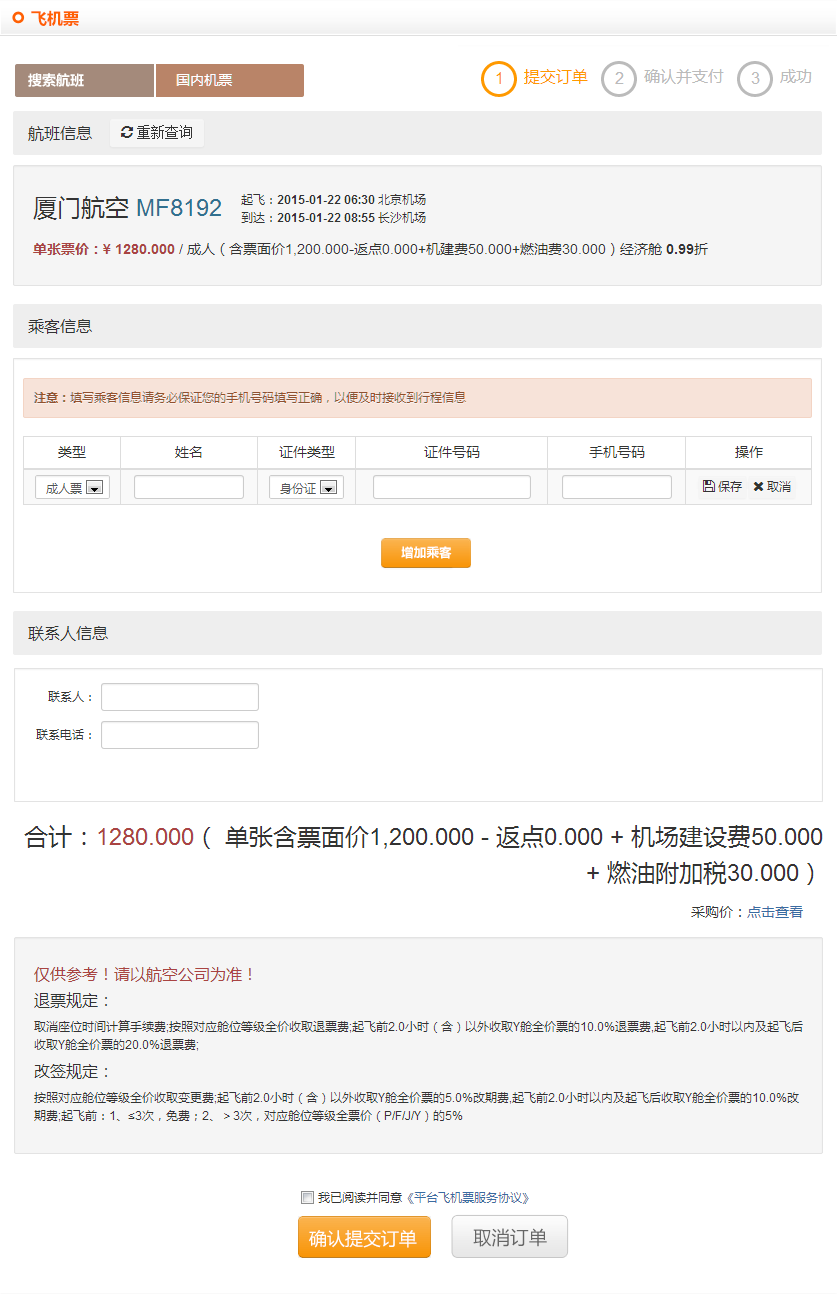 飞机票
搜索航班 国内机票 1 提交订单 2 确认并支付 3 成功
航班信息 重新查询
厦门航空 MF8192
起飞：2015-01-22 06:30 北京机场
到达：2015-01-22 08:55 长沙机场
单张票价：¥ 1280.000 / 成人（含票面价1,200.000-返点0.000+机建费50.000+燃油费30.000）经济舱 0.99折
乘客信息
注意：填写乘客信息请务必保证您的手机号码填写正确，以便及时接收到行程信息
类型 姓名 证件类型 证件号码 手机号码 操作
成人票 身份证 保存 取消
增加乘客
联系人信息
联系人：
联系电话：
合计：1280.000（ 单张含票面价1,200.000 - 返点0.000 + 机场建设费50.000
+ 燃油附加税30.000 ）
采购价：点击查看
仅供参考！请以航空公司为准！
退票规定：
取消座位时间计算手续费;按照对应舱位等级全价收取退票费;起飞前2.0小时（含）以外收取Y舱全价票的10.0%退票费,起飞前2.0小时以内及起飞后
收取Y舱全价票的20.0%退票费;
改签规定：
按照对应舱位等级全价收取变更费;起飞前2.0小时（含）以外收取Y舱全价票的5.0%改期费,起飞前2.0小时以内及起飞后收取Y舱全价票的10.0%改
期费;起飞前：1、≤3次，免费；2、＞3次，对应舱位等级全票价（P/F/J/Y）的5%
我已阅读并同意《平台飞机票服务协议》
确认提交订单 取消订单